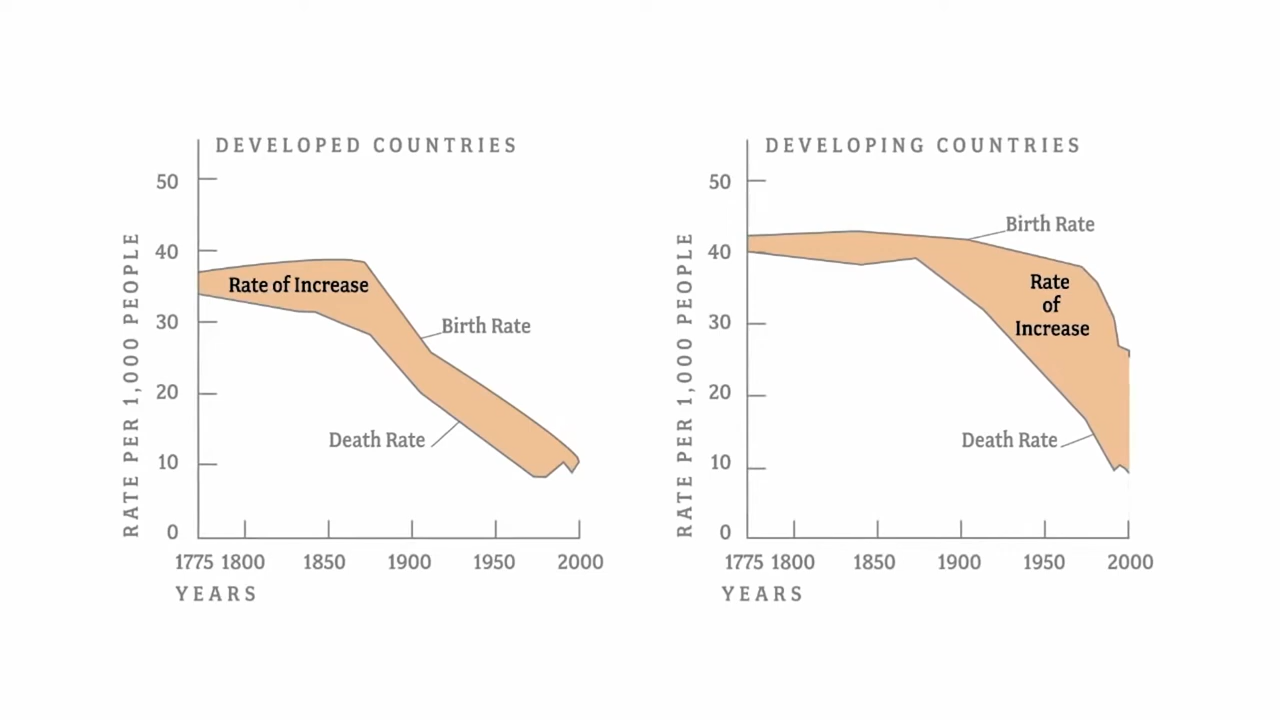 DEVELOPED COUNTRIES
RATE PER 1,000 PEOPLE
50
40
30
20
10
0
Rate of Increase
Birth Rate
Death Rate
1775 1800 1850 1900 1950 2000
YEARS
DEVELOPING COUNTRIES
RATE PER 1,000 PEOPLE
50
40
30
20
10
0
Birth Rate
Rate
of
Increase
Death Rate
1775 1800 1850 1900 1950 2000
YEARS